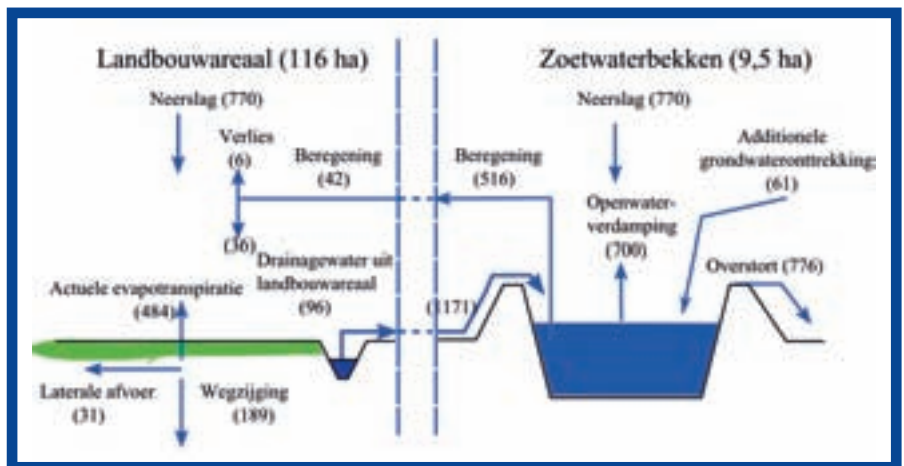 Landbouwareaal (116 ha)
Neerslag (770)
Verlies
(6)
Beregening
(42)
(36)
Drainagewater uit
landbouwareaal
(96)
Actuele evapotranspiratie
(484)
Laterale afvoer
(31)
Wegzijging
(189)
Zoetwaterbekken (9,5 ha)
Neerslag (770)
Beregening
(516)
Additionele
grondwateronttrekking
(61)
Openwater-
verdamping
(700)
Overstort (776)
(1171)